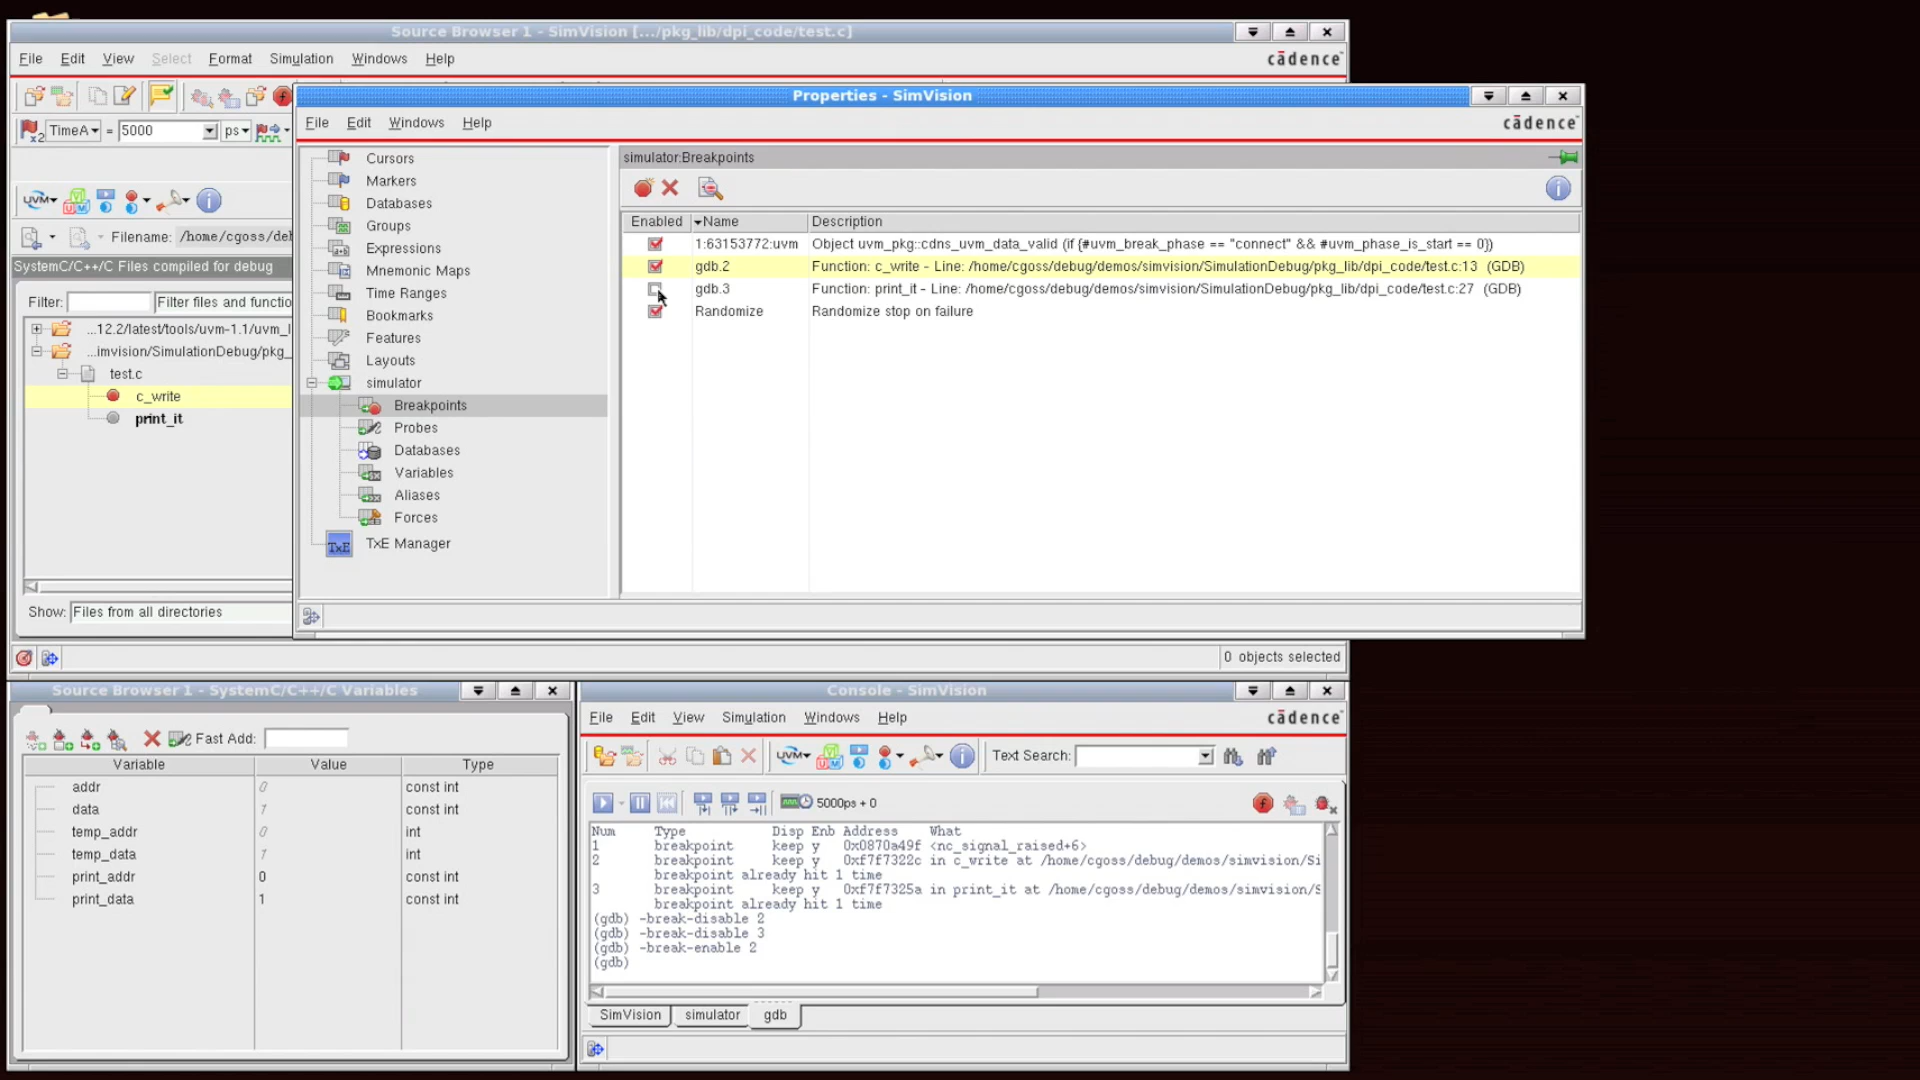 Source Browser 1 - SimVision [.../pkg_lib/dpi_code/test.c]
File Edit View Select Format Simulation Windows Help
cādence
TimeA = 5000 ps
UVM
Filename: /home/cgoss/deb
SystemC/C++/C Files compiled for debug
Filter: Filter files and functio
...12.2/latest/tools/uvm-1.1/uvm_l
...imvision/SimulationDebug/pkg_
test.c
c_write
print_it
Show: Files from all directories
0 objects selected
Properties - SimVision
File Edit Windows Help
cādence
Cursors
Markers
Databases
Groups
Expressions
Mnemonic Maps
Time Ranges
Bookmarks
Features
Layouts
simulator
Breakpoints
Probes
Databases
Variables
Aliases
Forces
TxE TxE Manager
simulator:Breakpoints
Enabled Name Description
1:63153772:uvm Object uvm_pkg::cdns_uvm_data_valid (if {#uvm_break_phase == "connect" && #uvm_phase_is_start == 0})
gdb.2 Function: c_write - Line: /home/cgoss/debug/demos/simvision/SimulationDebug/pkg_lib/dpi_code/test.c:13 (GDB)
gdb.3 Function: print_it - Line: /home/cgoss/debug/demos/simvision/SimulationDebug/pkg_lib/dpi_code/test.c:27 (GDB)
Randomize Randomize stop on failure
Source Browser 1 - SystemC/C++/C Variables
Fast Add:
Variable Value Type
addr 0 const int
data 1 const int
temp_addr 0 int
temp_data 1 int
print_addr 0 const int
print_data 1 const int
Console - SimVision
File Edit View Simulation Windows Help
cādence
UVM Text Search:
5000ps + 0
Num Type Disp Enb Address What
1 breakpoint keep y 0x0870a49f <nc_signal_raised+6>
2 breakpoint keep y 0xf7f7322c in c_write at /home/cgoss/debug/demos/simvision/Si
breakpoint already hit 1 time
3 breakpoint keep y 0xf7f7325a in print_it at /home/cgoss/debug/demos/simvision/S
breakpoint already hit 1 time
(gdb) -break-disable 2
(gdb) -break-disable 3
(gdb) -break-enable 2
(gdb)
SimVision simulator gdb